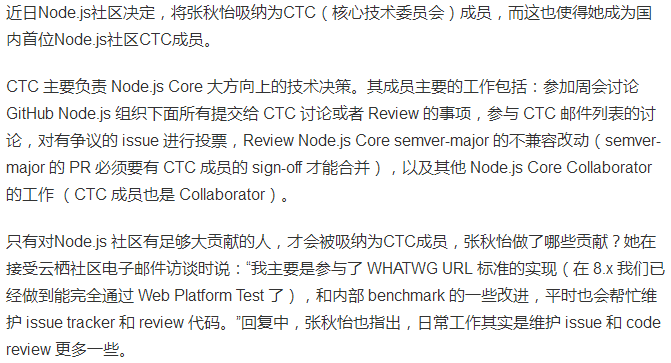 近日Node.js社区决定，将张秋怡吸纳为CTC（核心技术委员会）成员，而这也使得她成为国
内首位Node.js社区CTC成员。
CTC 主要负责 Node.js Core 大方向上的技术决策。其成员主要的工作包括：参加周会讨论
GitHub Node.js 组织下面所有提交给 CTC 讨论或者 Review 的事项，参与 CTC 邮件列表的讨
论，对有争议的 issue 进行投票，Review Node.js Core semver-major 的不兼容改动（semver-
major 的 PR 必须要有 CTC 成员的 sign-off 才能合并），以及其他 Node.js Core Collaborator
的工作 （ CTC 成员也是 Collaborator）。
只有对Node.js 社区有足够大贡献的人，才会被吸纳为CTC成员，张秋怡做了哪些贡献？她在
接受云栖社区电子邮件访谈时说：“我主要是参与了 WHATWG URL 标准的实现（在 8.x 我们已
经做到能完全通过 Web Platform Test 了），和内部 benchmark 的一些改进，平时也会帮忙维
护 issue tracker 和 review 代码。”回复中，张秋怡也指出，日常工作其实是维护 issue 和 code
review 更多一些。